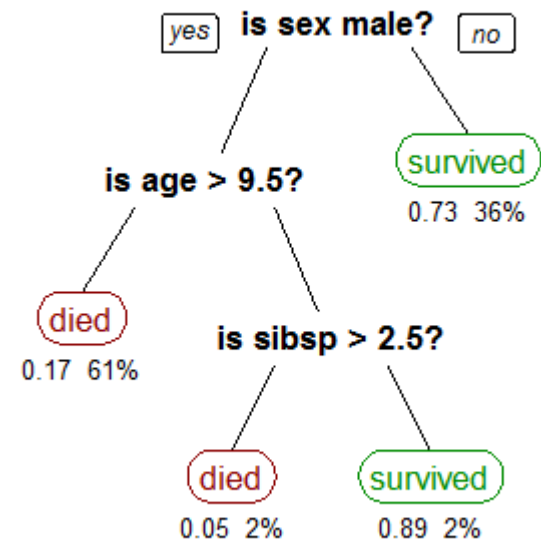 yes is sex male? no
is age > 9.5?
survived
0.73 36%
died
0.17 61%
is sibsp > 2.5?
died
0.05 2%
survived
0.89 2%